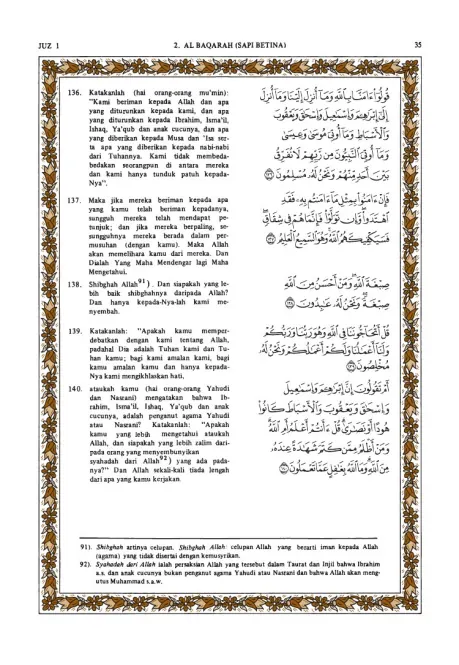 JUZ 1 2. AL BAQARAH (SAPI BETINA) 35
136. Katakanlah (hai orang-orang mu'min):
"Kami beriman kepada Allah dan apa
yang diturunkan kepada kami, dan apa
yang diturunkan kepada Ibrahim, Isma'il,
Ishaq, Ya'qub dan anak cucunya, dan apa
yang diberikan kepada Musa dan 'Isa ser-
ta apa yang diberikan kepada nabi-nabi
dari Tuhannya. Kami tidak membeda-
bedakan seorangpun di antara mereka
dan kami hanya tunduk patuh kepada-
Nya".
قُولُوٓا۟ ءَامَنَّا بِٱللَّهِ وَمَآ أُنزِلَ إِلَيْنَا وَمَآ أُنزِلَ
إِلَىٰٓ إِبْرَٰهِـۧمَ وَإِسْمَـٰعِيلَ وَإِسْحَـٰقَ وَيَعْقُوبَ
وَٱلْأَسْبَاطِ وَمَآ أُوتِىَ مُوسَىٰ وَعِيسَىٰ
وَمَآ أُوتِىَ ٱلنَّبِيُّونَ مِن رَّبِّهِمْ لَا نُفَرِّقُ
بَيْنَ أَحَدٍ مِّنْهُمْ وَنَحْنُ لَهُۥ مُسْلِمُونَ ﴿١٣٦﴾
137. Maka jika mereka beriman kepada apa
yang kamu telah beriman kepadanya,
sungguh mereka telah mendapat pe-
tunjuk; dan jika mereka berpaling, se-
sungguhnya mereka berada dalam per-
musuhan (dengan kamu). Maka Allah
akan memelihara kamu dari mereka. Dan
Dialah Yang Maha Mendengar lagi Maha
Mengetahui,
فَإِنْ ءَامَنُوا۟ بِمِثْلِ مَآ ءَامَنتُم بِهِۦ فَقَدِ
ٱهْتَدَوا۟ وَّإِن تَوَلَّوْا۟ فَإِنَّمَا هُمْ فِى شِقَاقٍ
فَسَيَكْفِيكَهُمُ ٱللَّهُ وَهُوَ ٱلسَّمِيعُ ٱلْعَلِيمُ ﴿١٣٧﴾
138. Shibghah Allah91). Dan siapakah yang le-
bih baik shibghahnya daripada Allah?
Dan hanya kepada-Nya-lah kami me-
nyembah.
صِبْغَةَ ٱللَّهِ وَمَنْ أَحْسَنُ مِنَ ٱللَّهِ
صِبْغَةً وَنَحْنُ لَهُۥ عَـٰبِدُونَ ﴿١٣٨﴾
139. Katakanlah: "Apakah kamu memper-
debatkan dengan kami tentang Allah,
padahal Dia adalah Tuhan kami dan Tu-
han kamu; bagi kami amalan kami, bagi
kamu amalan kamu dan hanya kepada-
Nya kami mengikhlaskan hati,
قُلْ أَتُحَآجُّونَنَا فِى ٱللَّهِ وَهُوَ رَبُّنَا وَرَبُّكُمْ
وَلَنَآ أَعْمَـٰلُنَا وَلَكُمْ أَعْمَـٰلُكُمْ وَنَحْنُ لَهُۥ
مُخْلِصُونَ ﴿١٣٩﴾
140. ataukah kamu (hai orang-orang Yahudi
dan Nasrani) mengatakan bahwa Ib-
rahim, Isma'il, Ishaq, Ya'qub dan anak
cucunya, adalah penganut agama Yahudi
atau Nasrani? Katakanlah: "Apakah
kamu yang lebih mengetahui ataukah
Allah, dan siapakah yang lebih zalim dari-
pada orang yang menyembunyikan
syahadah dari Allah92) yang ada pada-
nya?" Dan Allah sekali-kali tiada lengah
dari apa yang kamu kerjakan.
أَمْ تَقُولُونَ إِنَّ إِبْرَٰهِـۧمَ وَإِسْمَـٰعِيلَ
وَإِسْحَـٰقَ وَيَعْقُوبَ وَٱلْأَسْبَاطَ كَانُوا۟
هُودًا أَوْ نَصَـٰرَىٰ قُلْ ءَأَنتُمْ أَعْلَمُ أَمِ ٱللَّهُ
وَمَنْ أَظْلَمُ مِمَّن كَتَمَ شَهَـٰدَةً عِندَهُۥ
مِنَ ٱللَّهِ وَمَا ٱللَّهُ بِغَـٰفِلٍ عَمَّا تَعْمَلُونَ ﴿١٤٠﴾
91). Shibghah artinya celupan. Shibghah Allah: celupan Allah yang berarti iman kepada Allah
(agama) yang tidak disertai dengan kemusyrikan.
92). Syahadah dari Allah ialah persaksian Allah yang tersebut dalam Taurat dan Injil bahwa Ibrahim
a.s. dan anak cucunya bukan penganut agama Yahudi atau Nasrani dan bahwa Allah akan meng-
utus Muhammad s.a.w.